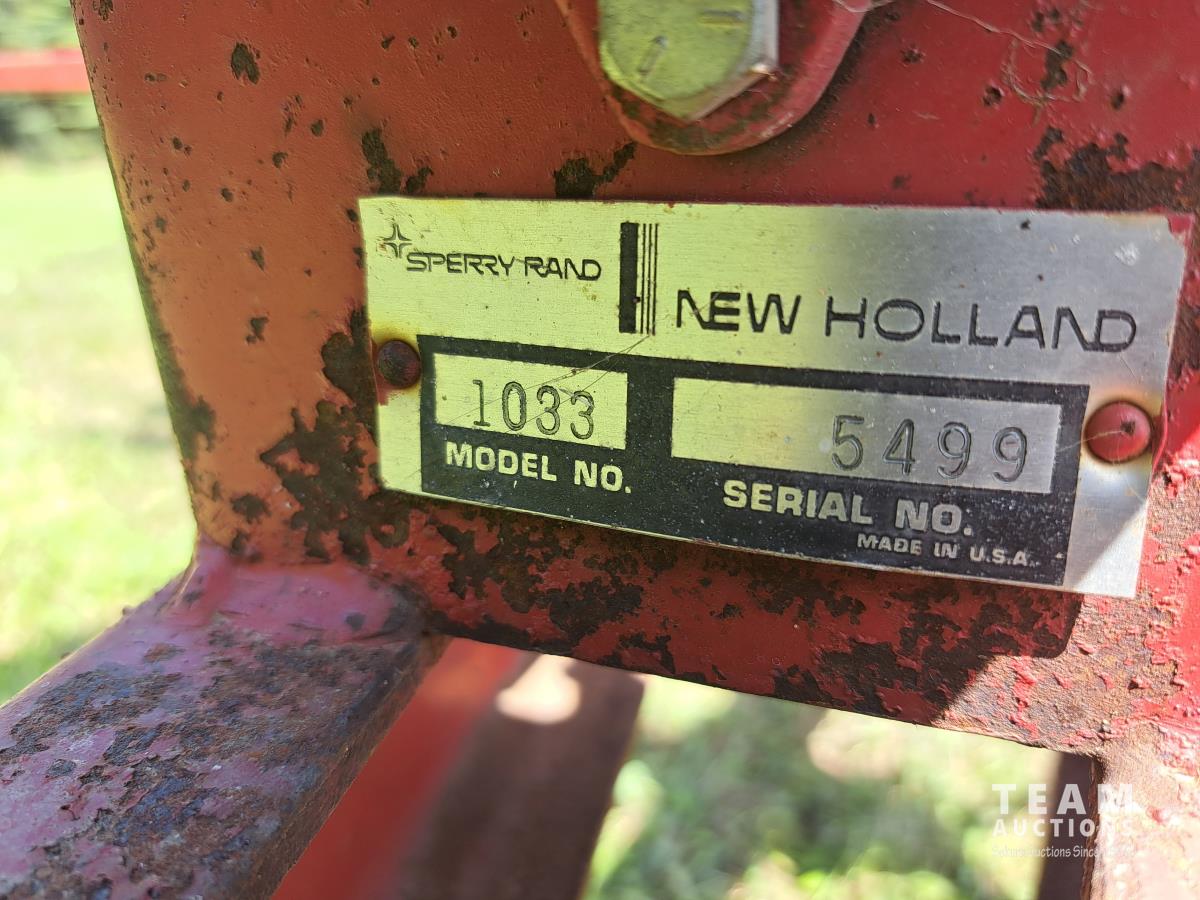 SPERRY RAND
NEW HOLLAND
1033
MODEL NO.
5499
SERIAL NO.
MADE IN U.S.A.
TEAM
AUCTIONS